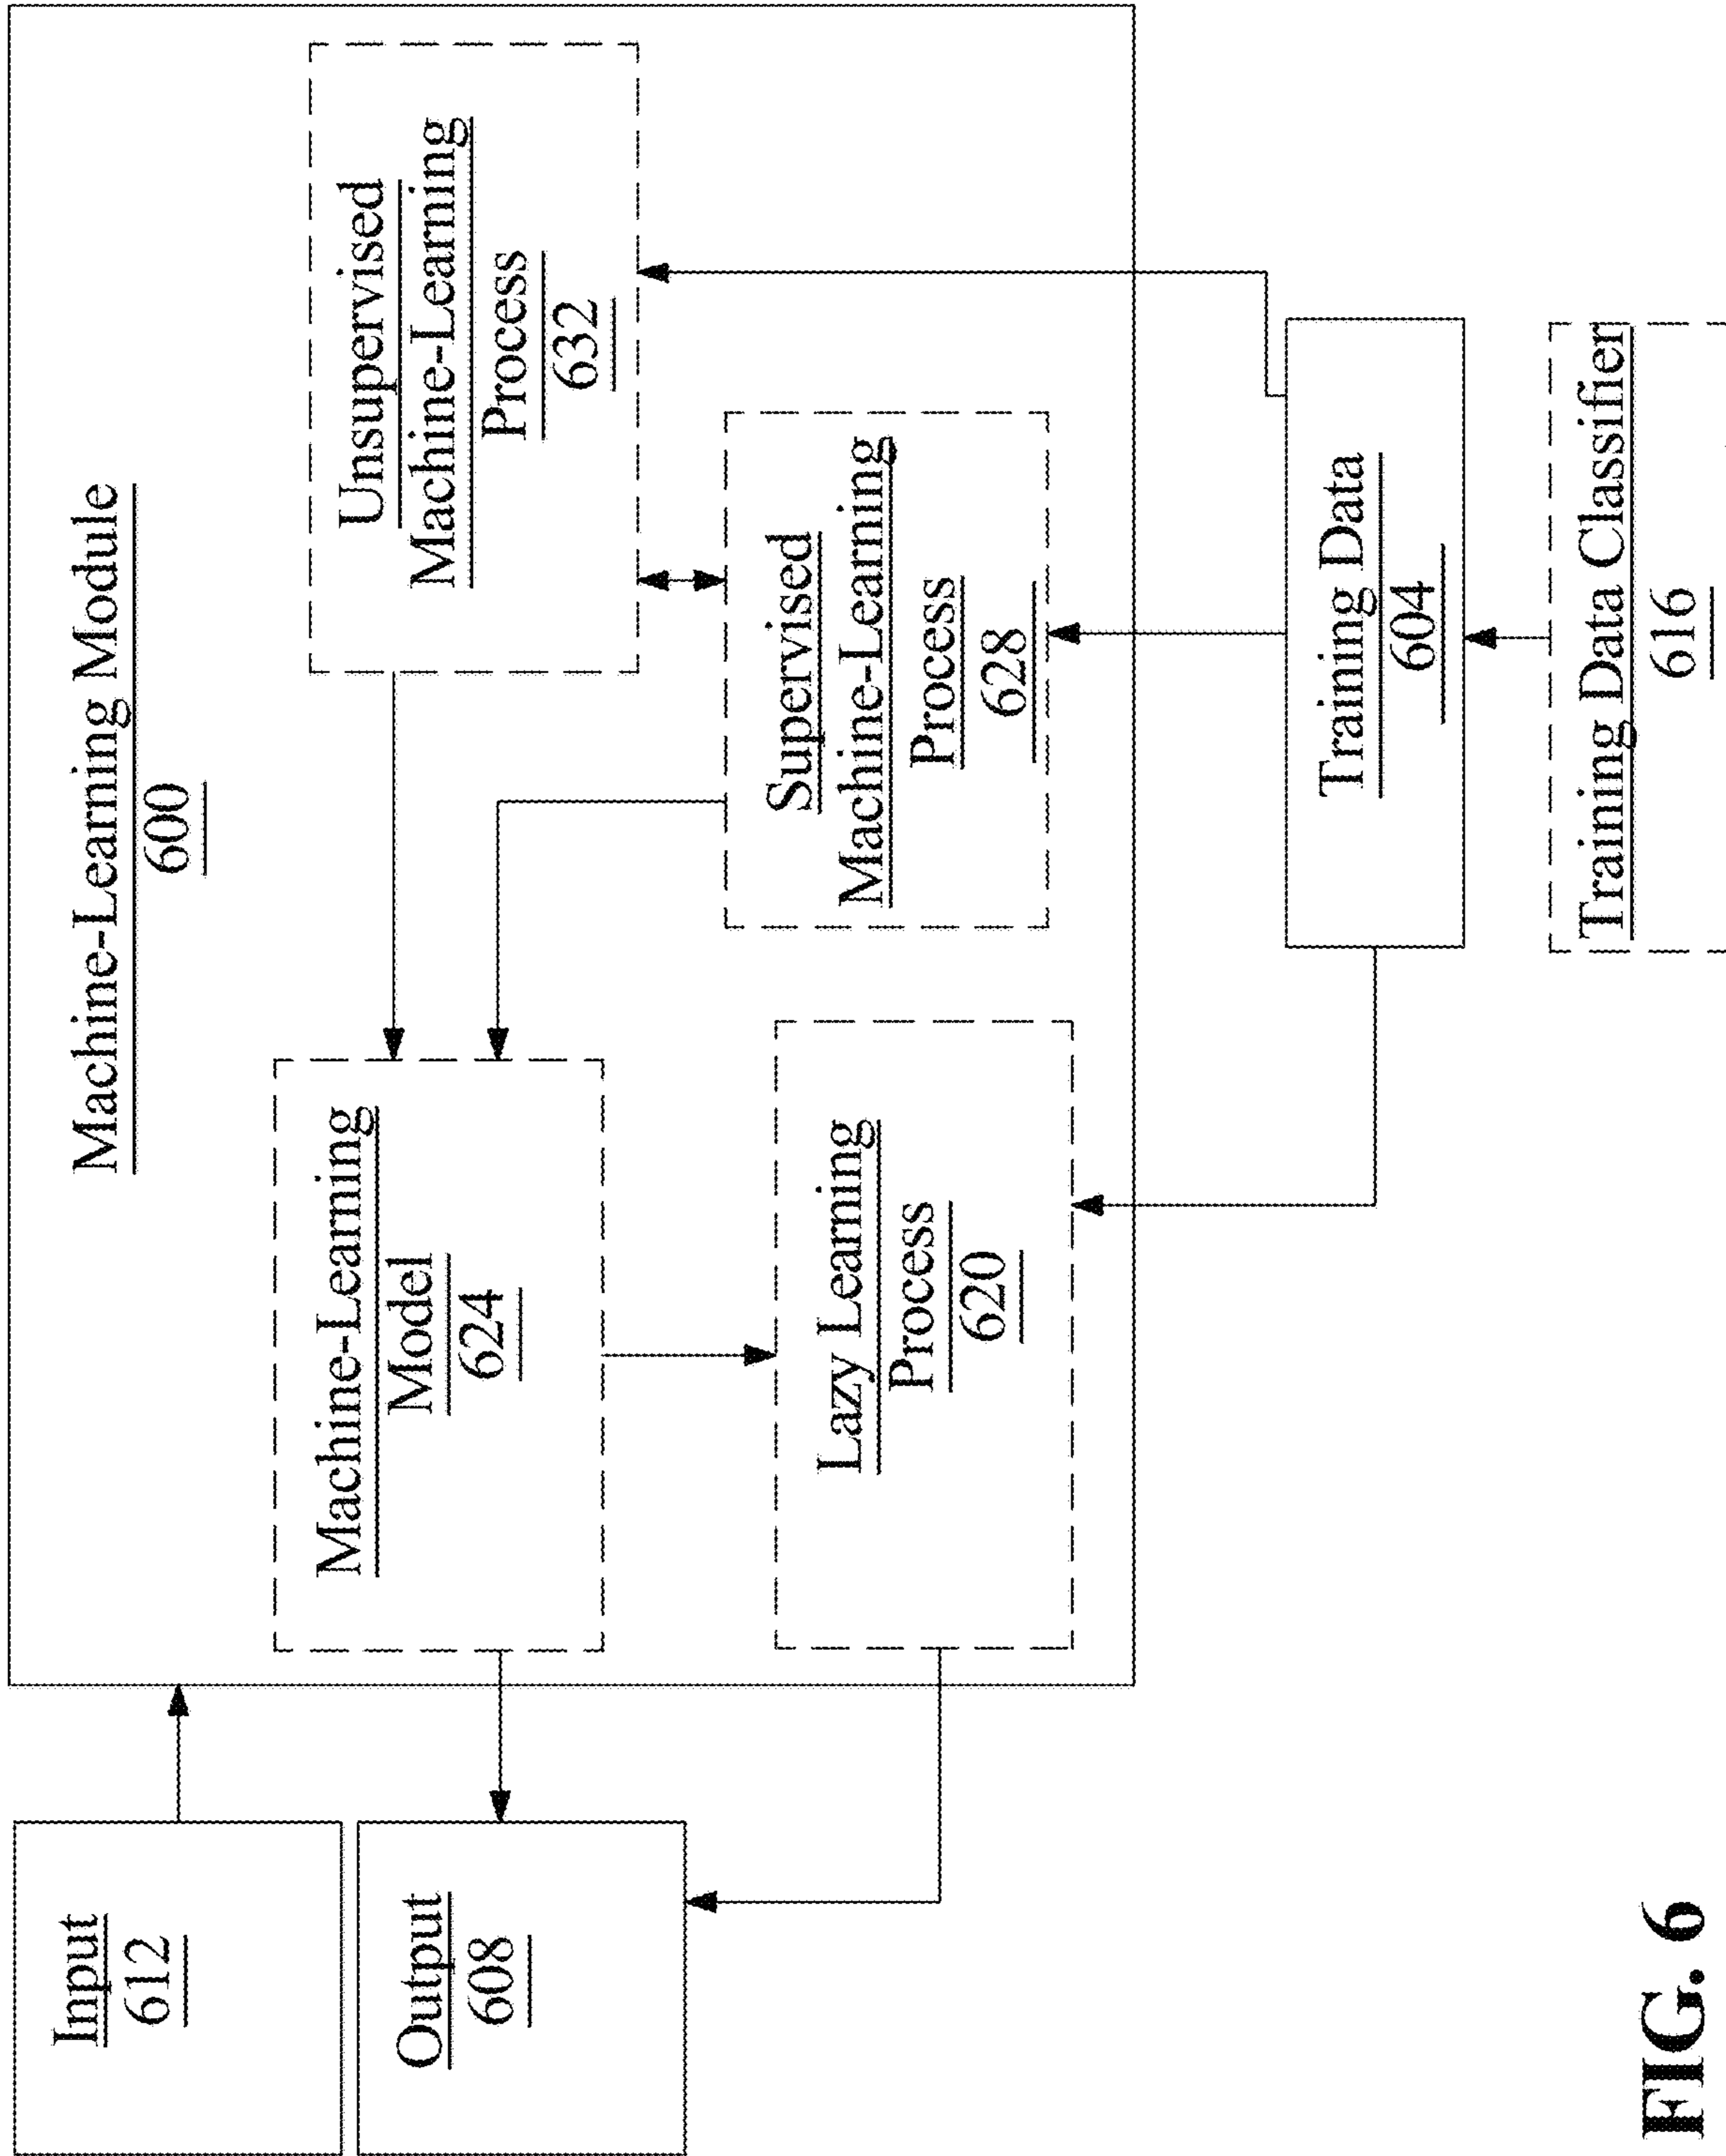 Machine-Learning Module
600
Input
612
Output
608
Machine-Learning
Model
624
Unsupervised
Machine-Learning
Process
632
Lazy Learning
Process
620
Supervised
Machine-Learning
Process
628
Training Data
604
Training Data Classifier
616
FIG. 6